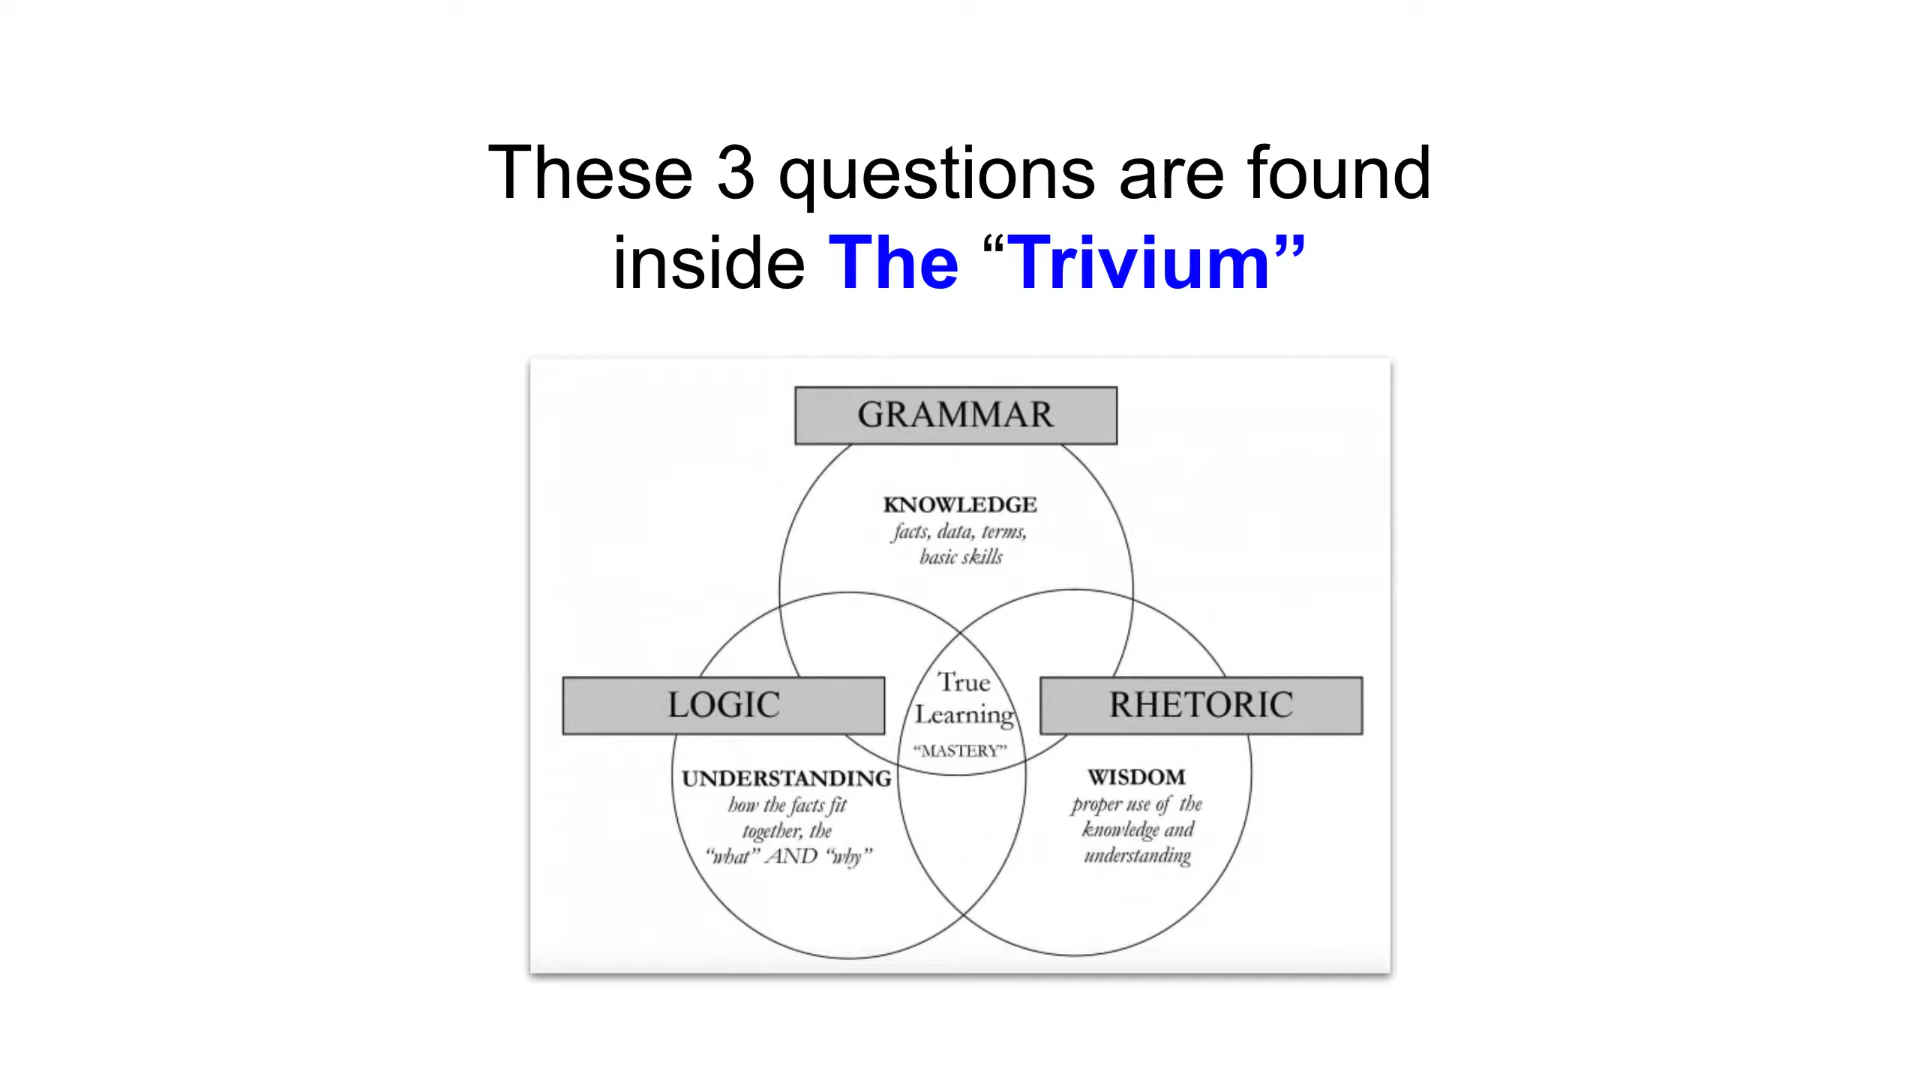 These 3 questions are found
inside The “Trivium”
GRAMMAR
KNOWLEDGE
facts, data, terms,
basic skills
LOGIC
True
Learning
“MASTERY”
RHETORIC
UNDERSTANDING
how the facts fit
together, the
“what” AND “why”
WISDOM
proper use of the
knowledge and
understanding